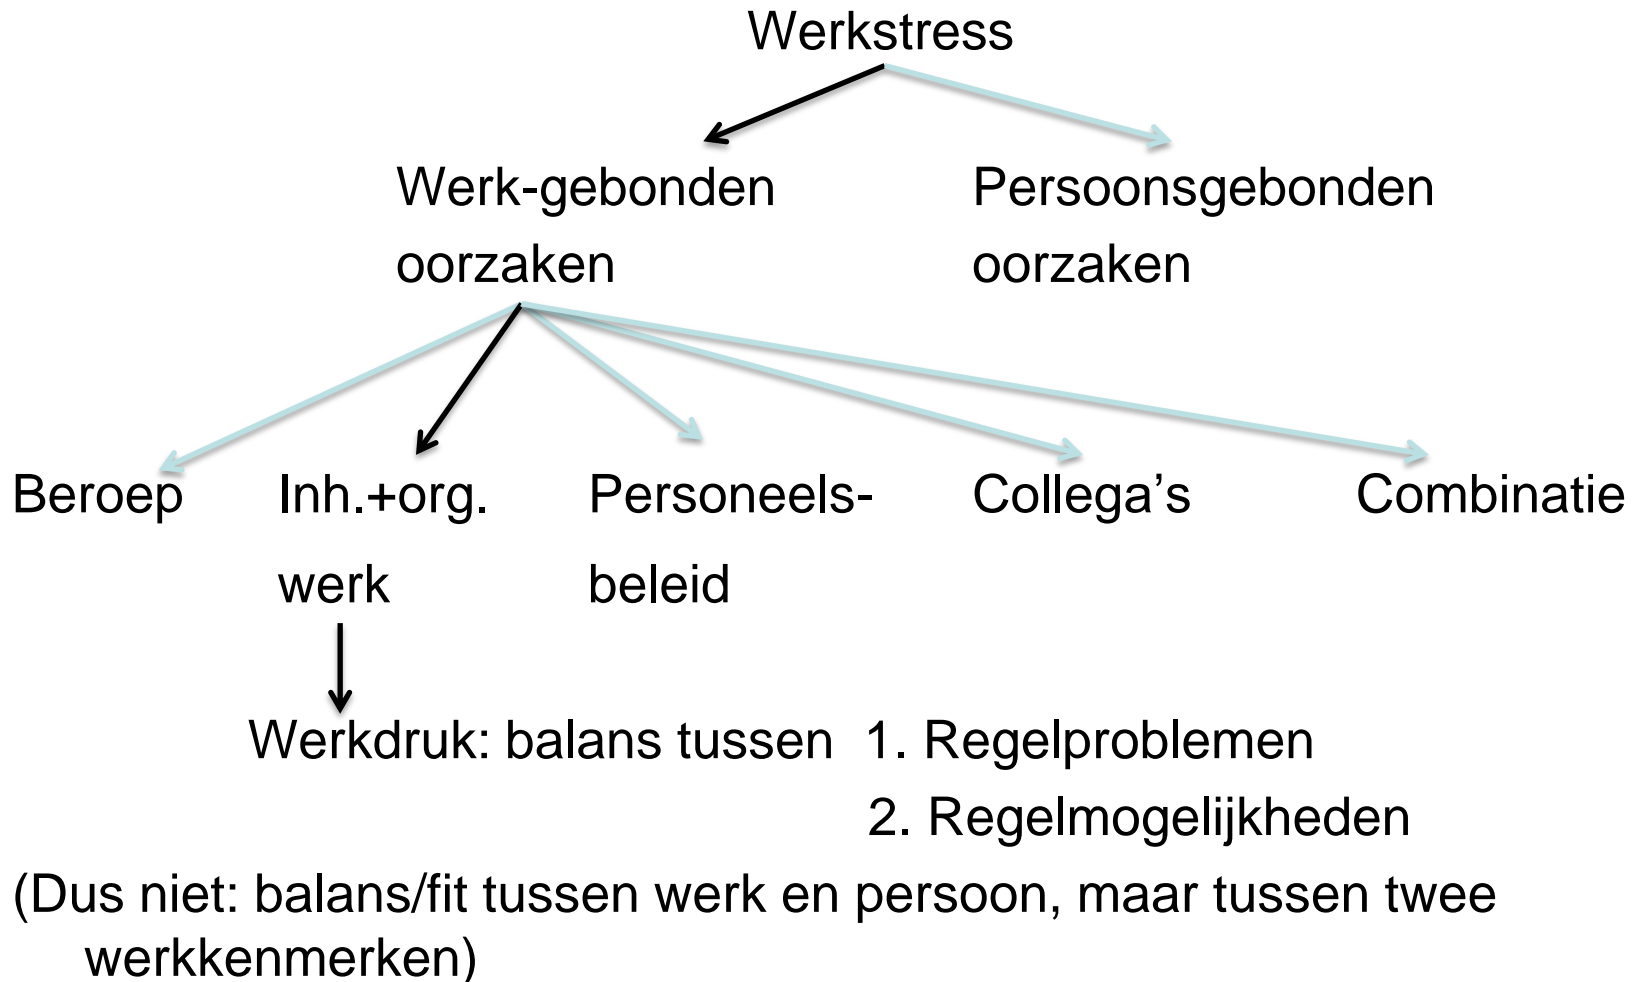 Werkstress
Werk-gebonden Persoonsgebonden
oorzaken oorzaken
Beroep Inh.+org. Personeels- Collega’s Combinatie
werk beleid
Werkdruk: balans tussen 1. Regelproblemen
2. Regelmogelijkheden
(Dus niet: balans/fit tussen werk en persoon, maar tussen twee
werkkenmerken)